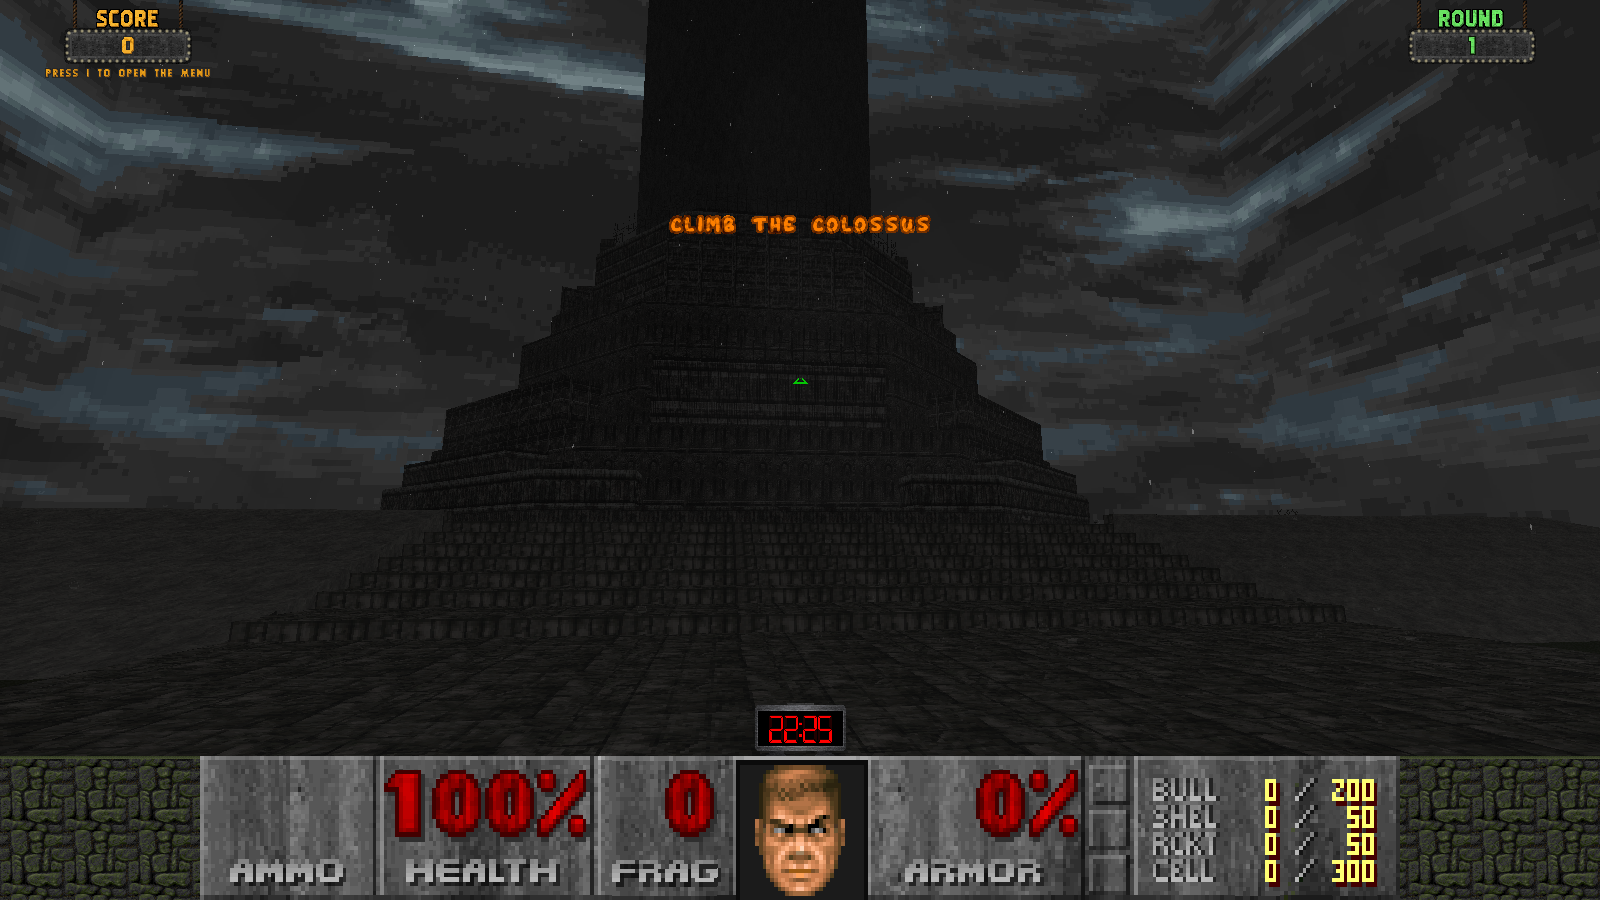 SCORE
0
PRESS I TO OPEN THE MENU
ROUND
1
CLIMB THE COLOSSUS
22:25
AMMO
100%
HEALTH
0
FRAG
0%
ARMOR
BULL 0 / 200
SHEL 0 / 50
RCKT 0 / 50
CELL 0 / 300